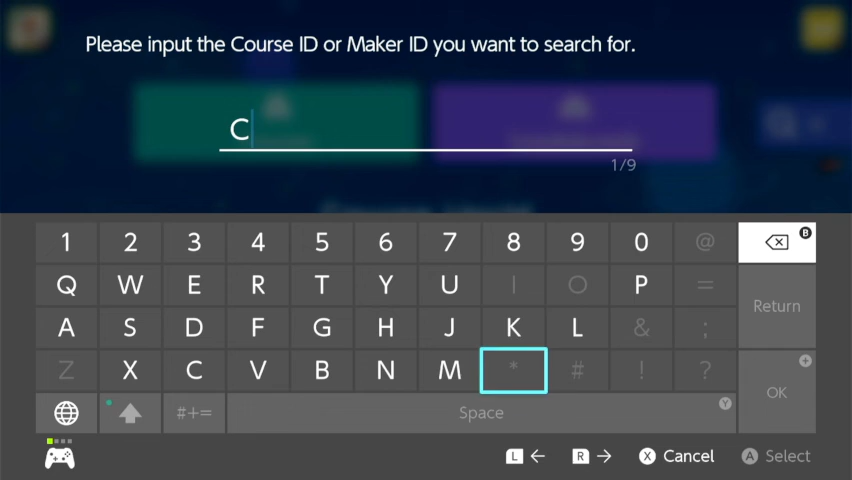 Please input the Course ID or Maker ID you want to search for.
C
1/9
1 2 3 4 5 6 7 8 9 0 @ B
Q W E R T Y U I O P =
Return
A S D F G H J K L & ;
Z X C V B N M * # ! ?
OK
#+= Space Y
L ← R → X Cancel A Select